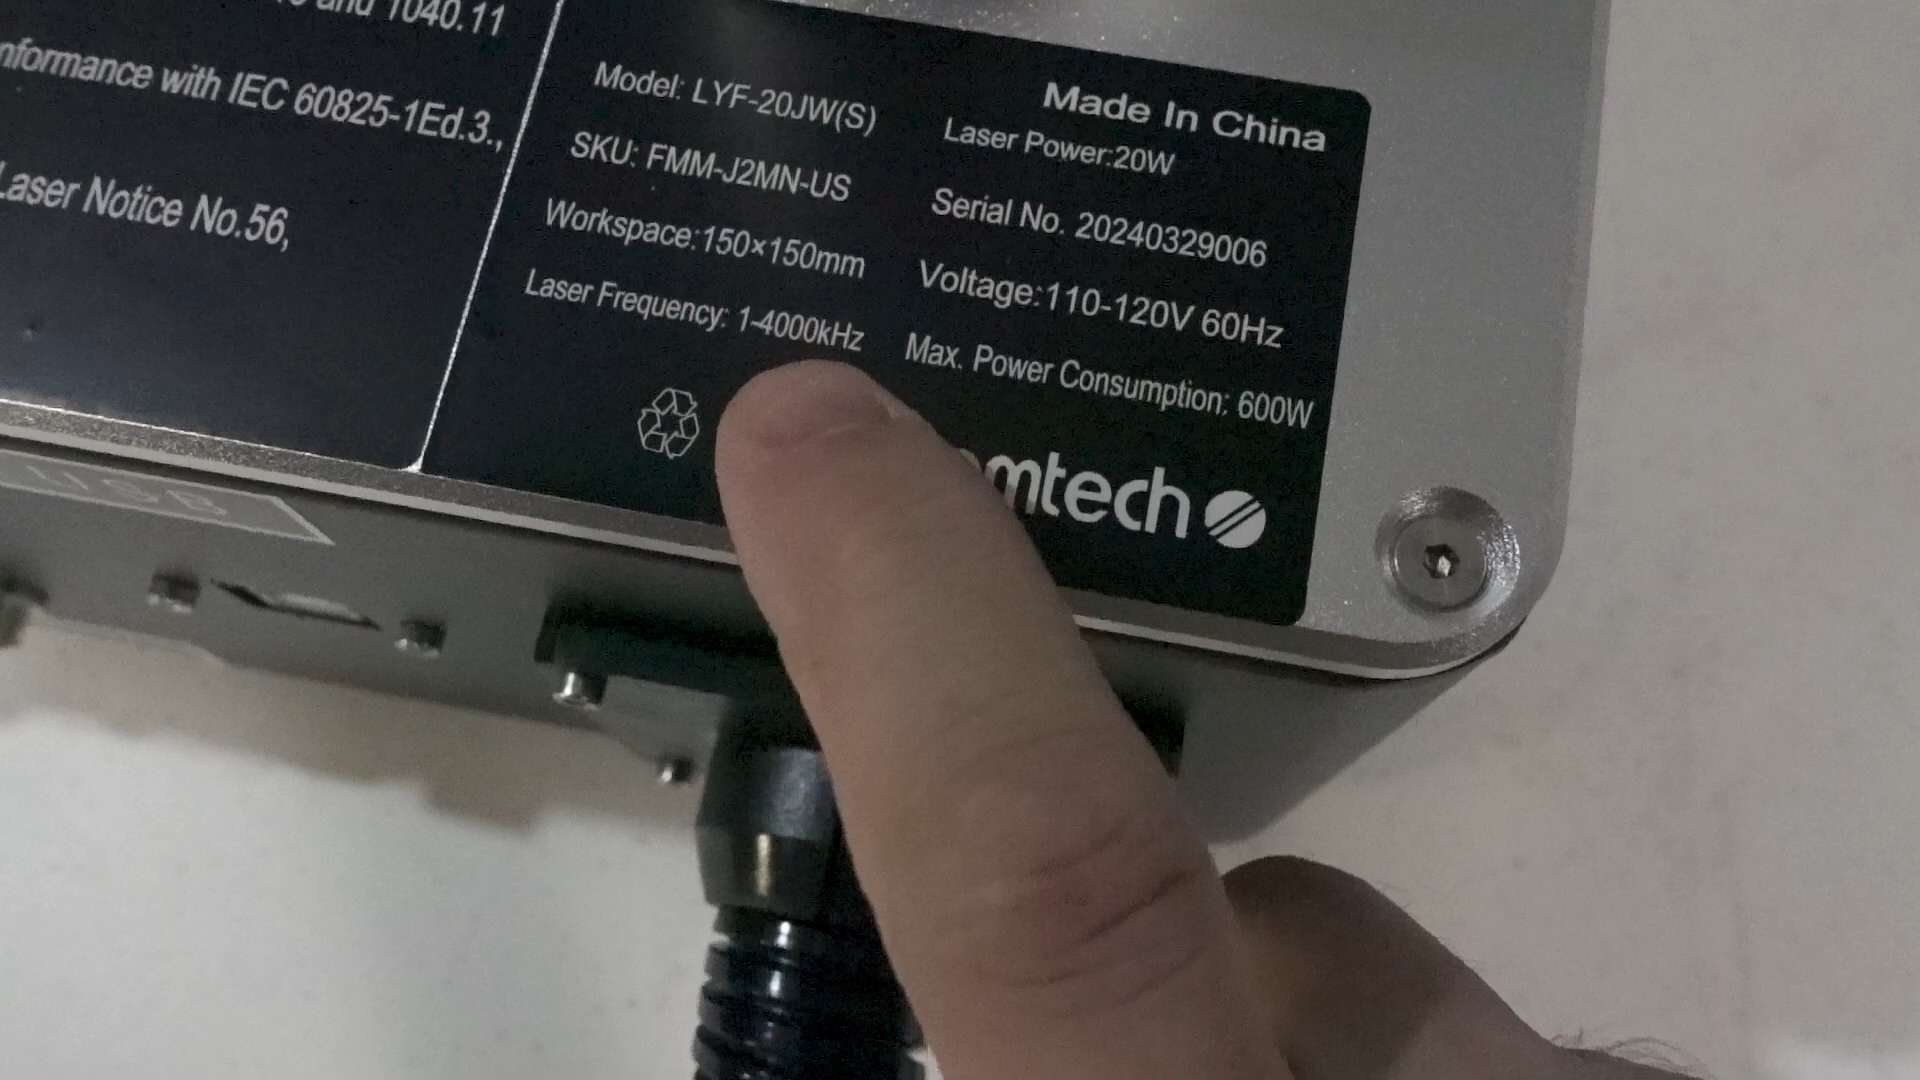 and 1040.11
with IEC 60825-1Ed.3.,
Laser Notice No.56,
Model: LYF-20JW(S)
SKU: FMM-J2MN-US
Workspace:150×150mm
Laser Frequency: 1-4000kHz
Made In China
Laser Power:20W
Serial No. 20240329006
Voltage:110-120V 60Hz
Max. Power Consumption: 600W
mtech
USB